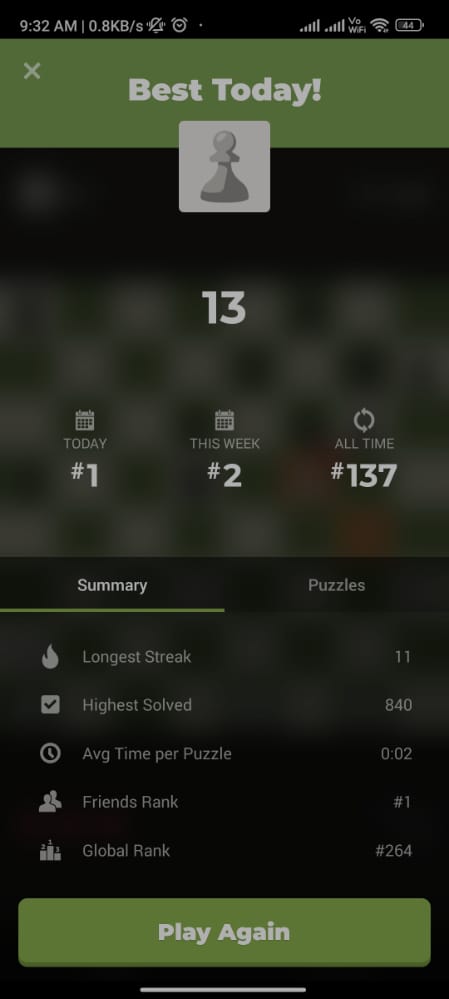 9:32 AM | 0.8KB/s
Vo
WiFi
44
Best Today!
13
TODAY
THIS WEEK
ALL TIME
#1
#2
#137
Summary
Puzzles
Longest Streak
11
Highest Solved
840
Avg Time per Puzzle
0:02
Friends Rank
#1
Global Rank
#264
Play Again